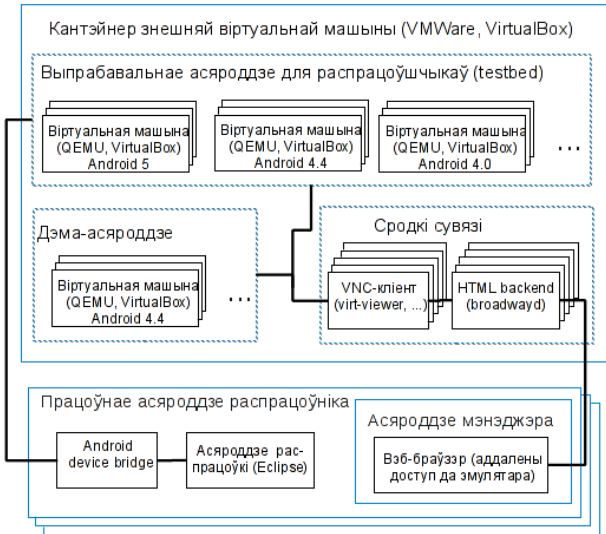 Кантэйнер знешняй віртуальнай машыны (VMWare, VirtualBox)
Выпрабавальнае асяроддзе для распрацоўшчыкаў (testbed)
Віртуальная машына
(QEMU, VirtualBox)
Android 5
Віртуальная машына
(QEMU, VirtualBox)
Android 4.4
Віртуальная машына
(QEMU, VirtualBox)
Android 4.0
...
Дэма-асяроддзе
Віртуальная машына
(QEMU, VirtualBox)
Android 4.4
...
Сродкі сувязі
VNC-кліент
(virt-viewer, ...)
HTML backend
(broadwayd)
Працоўнае асяроддзе распрацоўніка
Android
device bridge
Асяроддзе рас-
працоўкі (Eclipse)
Асяроддзе мэнэджэра
Вэб-браўзэр (аддалены
доступ да эмулятара)